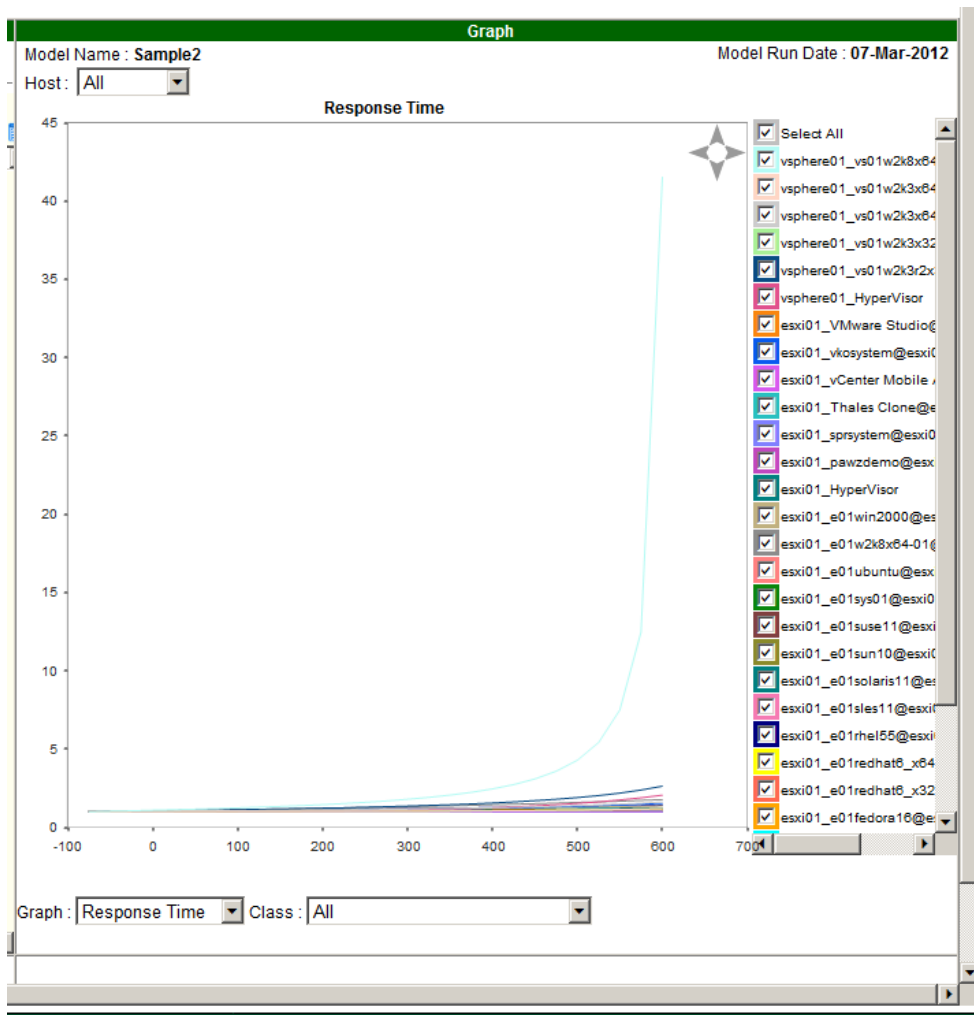 Graph
Model Name : Sample2
Model Run Date : 07-Mar-2012
Host : All
Response Time
45
40
35
30
25
20
15
10
5
0
-100 0 100 200 300 400 500 600 700
Select All
vsphere01_vs01w2k8x64
vsphere01_vs01w2k3x64
vsphere01_vs01w2k3x64
vsphere01_vs01w2k3x32
vsphere01_vs01w2k3r2x
vsphere01_HyperVisor
esxi01_VMware Studio@
esxi01_vkosystem@esxi0
esxi01_vCenter Mobile
esxi01_Thales Clone@e
esxi01_sprsystem@esxi0
esxi01_pawzdemo@esx
esxi01_HyperVisor
esxi01_e01win2000@es
esxi01_e01w2k8x64-01@
esxi01_e01ubuntu@esx
esxi01_e01sys01@esxi0
esxi01_e01suse11@esxi
esxi01_e01sun10@esxi0
esxi01_e01solaris11@es
esxi01_e01sles11@esxi0
esxi01_e01rhel55@esxi
esxi01_e01redhat6_x64
esxi01_e01redhat6_x32
esxi01_e01fedora16@es
Graph : Response Time Class : All